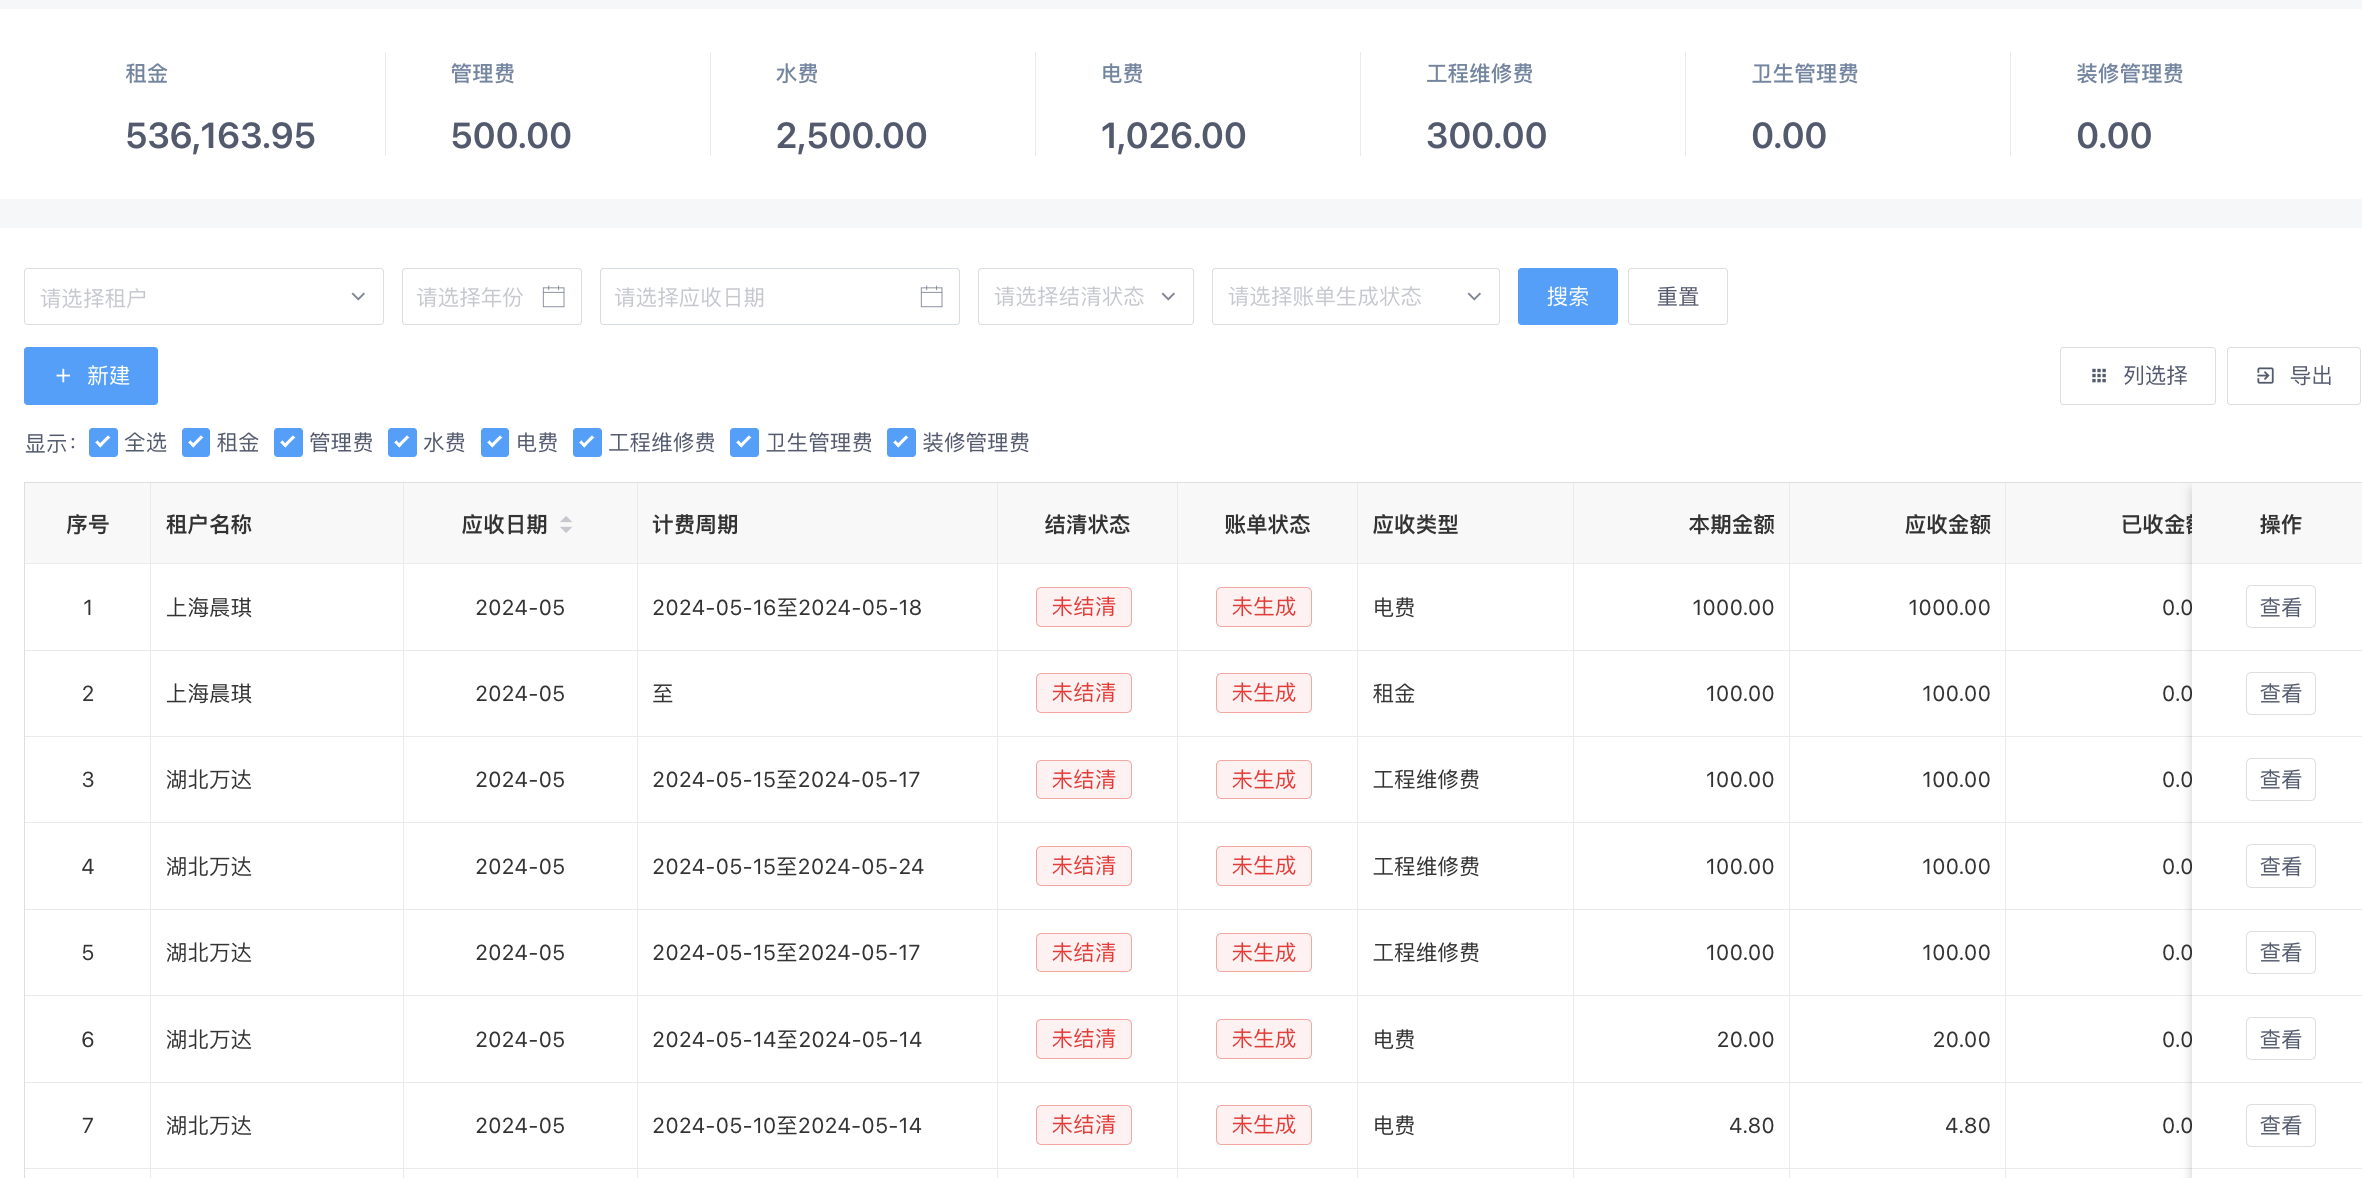 租金 管理费 水费 电费 工程维修费 卫生管理费 装修管理费
536,163.95 500.00 2,500.00 1,026.00 300.00 0.00 0.00
请选择租户 请选择年份 请选择应收日期 请选择结清状态 请选择账单生成状态 搜索 重置
+ 新建 列选择 导出
显示: 全选 租金 管理费 水费 电费 工程维修费 卫生管理费 装修管理费
序号 租户名称 应收日期 计费周期 结清状态 账单状态 应收类型 本期金额 应收金额 已收金 操作
1 上海晨琪 2024-05 2024-05-16至2024-05-18 未结清 未生成 电费 1000.00 1000.00 0.0 查看
2 上海晨琪 2024-05 至 未结清 未生成 租金 100.00 100.00 0.0 查看
3 湖北万达 2024-05 2024-05-15至2024-05-17 未结清 未生成 工程维修费 100.00 100.00 0.0 查看
4 湖北万达 2024-05 2024-05-15至2024-05-24 未结清 未生成 工程维修费 100.00 100.00 0.0 查看
5 湖北万达 2024-05 2024-05-15至2024-05-17 未结清 未生成 工程维修费 100.00 100.00 0.0 查看
6 湖北万达 2024-05 2024-05-14至2024-05-14 未结清 未生成 电费 20.00 20.00 0.0 查看
7 湖北万达 2024-05 2024-05-10至2024-05-14 未结清 未生成 电费 4.80 4.80 0.0 查看